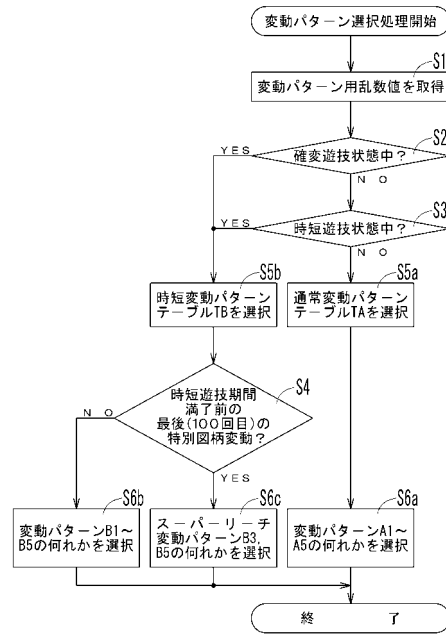 変動パターン選択処理開始
S1
変動パターン用乱数値を取得
S2
確変遊技状態中？
YES
NO
S3
時短遊技状態中？
YES
NO
S5b
時短変動パターン
テーブルTBを選択
S5a
通常変動パターン
テーブルTAを選択
S4
時短遊技期間
満了前の
最後(100回目)の
特別図柄変動？
NO
YES
S6b
変動パターンB1～
B5の何れかを選択
S6c
スーパーリーチ
変動パターンB3,
B5の何れかを選択
S6a
変動パターンA1～
A5の何れかを選択
終 了